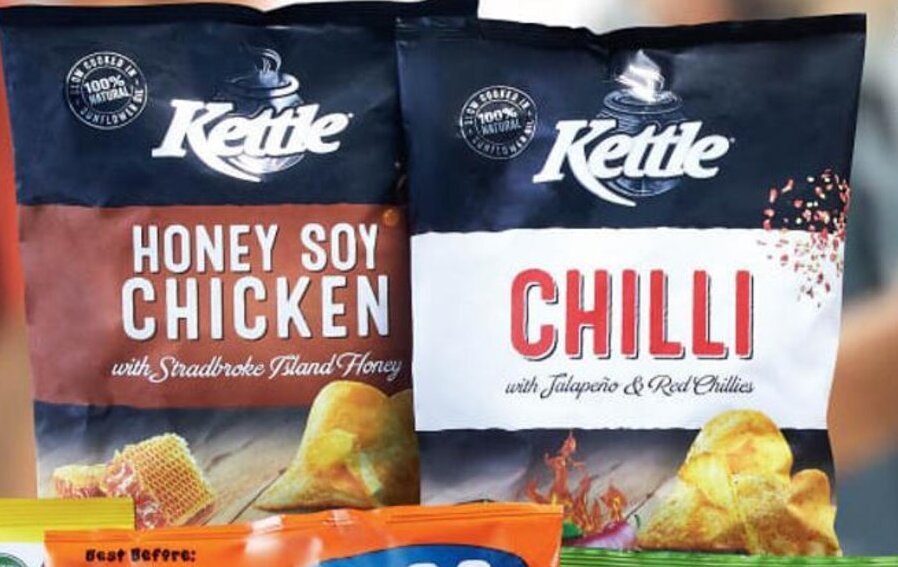 SLOW COOKED IN
100%
NATURAL
SUNFLOWER OIL
Kettle
HONEY SOY
CHICKEN
with Stradbroke Island Honey
SLOW COOKED IN
100%
NATURAL
SUNFLOWER OIL
Kettle
CHILLI
with Jalapeño & Red Chillies
Best Before: